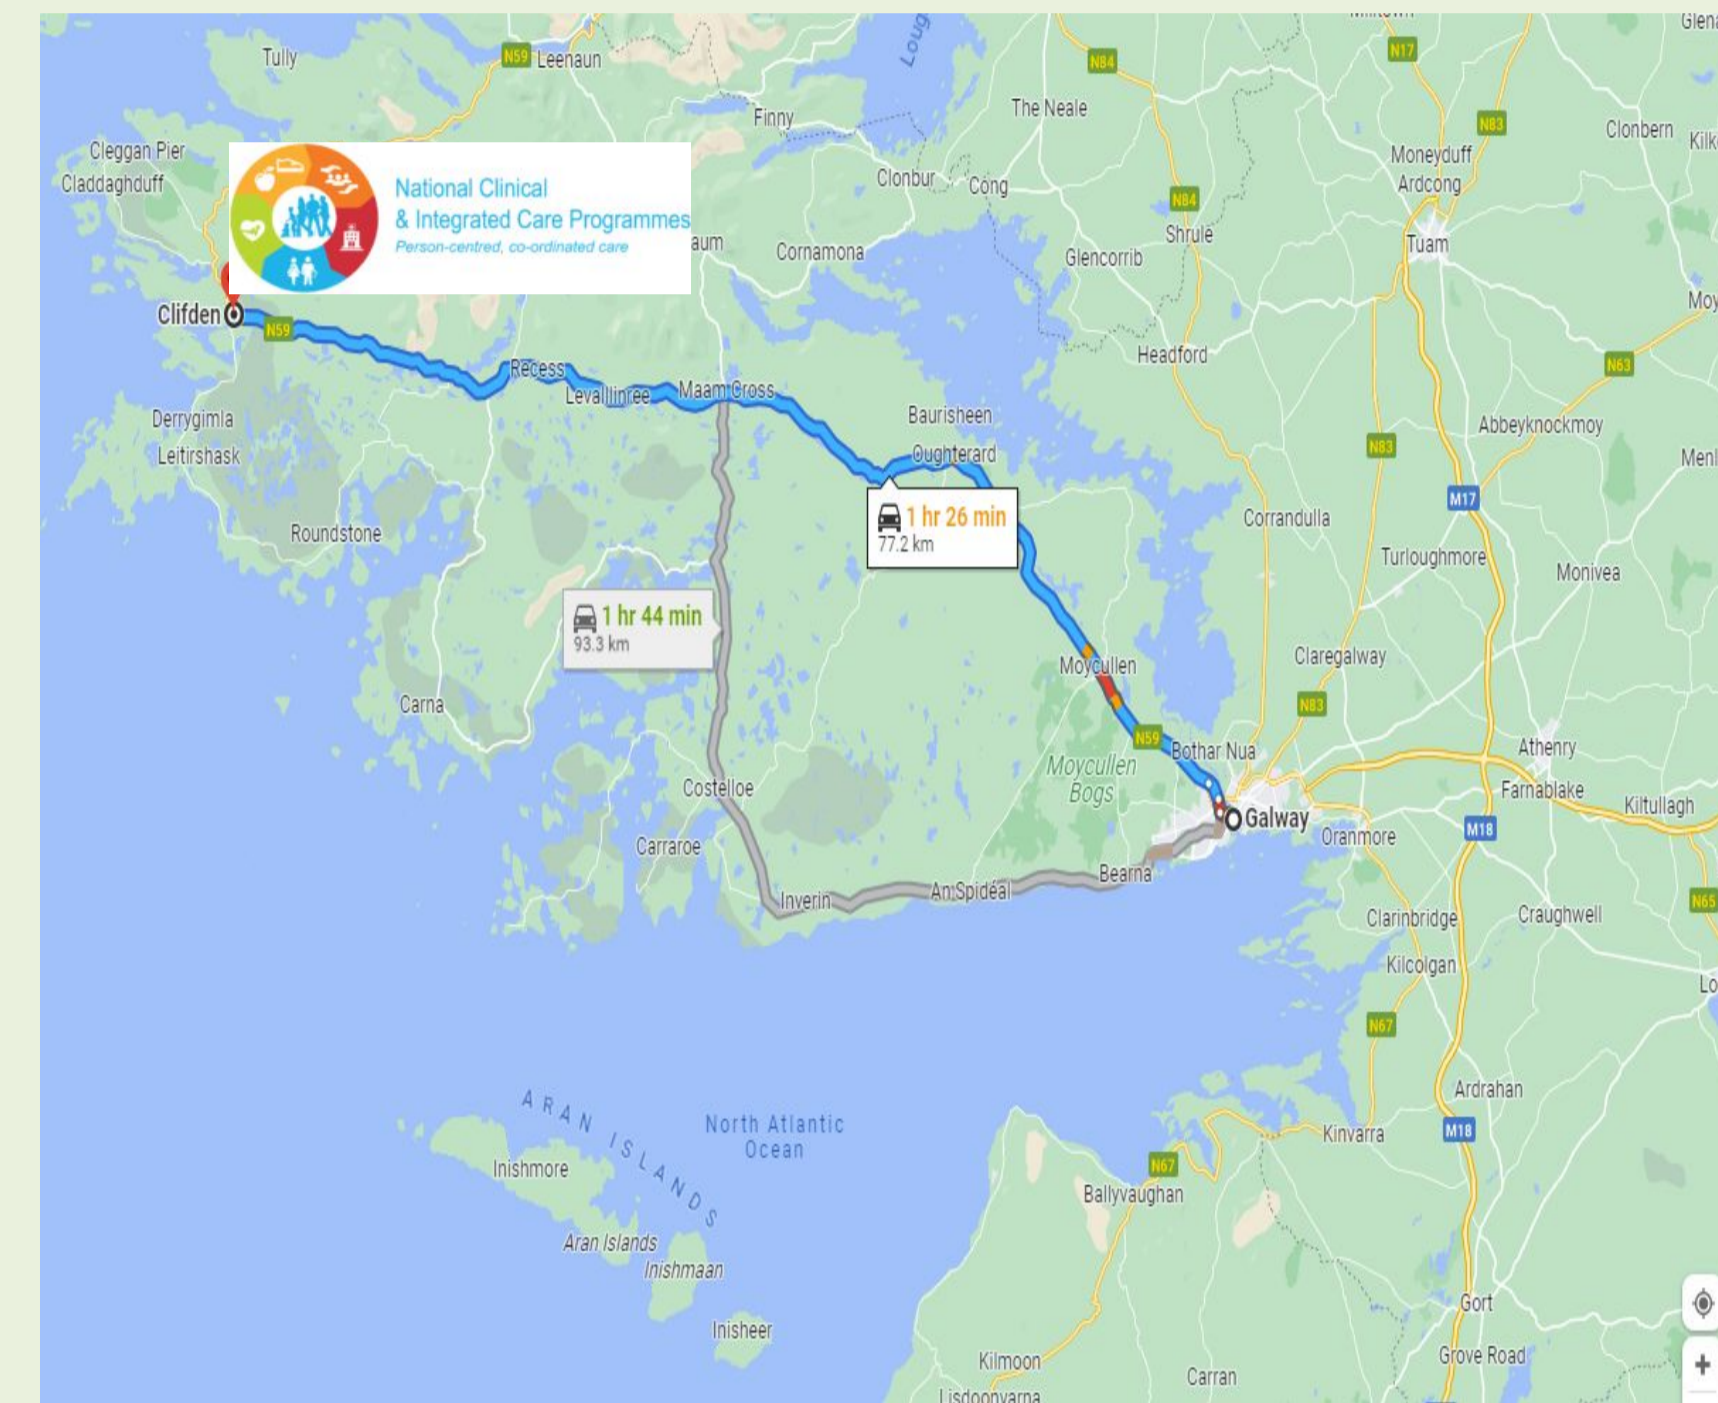 Tully
N59
Leenaun
Finny
N84
N17
The Neale
N83
Clonbern
Cleggan Pier
Claddaghduff
Moneyduff
Ardcong
Clonbur
Cong
N84
Shrule
Tuam
National Clinical
& Integrated Care Programmes
Person-centred, co-ordinated care
aum
Cornamona
Glencorrib
Clifden
N59
Headford
N63
Recess
Levallinree
Maam Cross
Derrygimla
Leitirshask
Baurisheen
Oughterard
N83
Abbeyknockmoy
M17
1 hr 26 min
77.2 km
Corrandulla
Roundstone
Turloughmore
Monivea
1 hr 44 min
93.3 km
Moycullen
Claregalway
Carna
N83
N59
Bothar Nua
Athenry
Moycullen
Bogs
Costelloe
Farnablake
Kiltullagh
Galway
Oranmore
M18
Carraroe
Bearna
Inverin
An Spidéal
N65
Clarinbridge
Craughwell
Kilcolgan
N67
Ardrahan
ARAN ISLANDS
North Atlantic
Ocean
Kinvarra
M18
Inishmore
N67
Ballyvaughan
Aran Islands
Inishmaan
Gort
Inisheer
Kilmoon
Grove Road
Carran
Lisdoonvarna